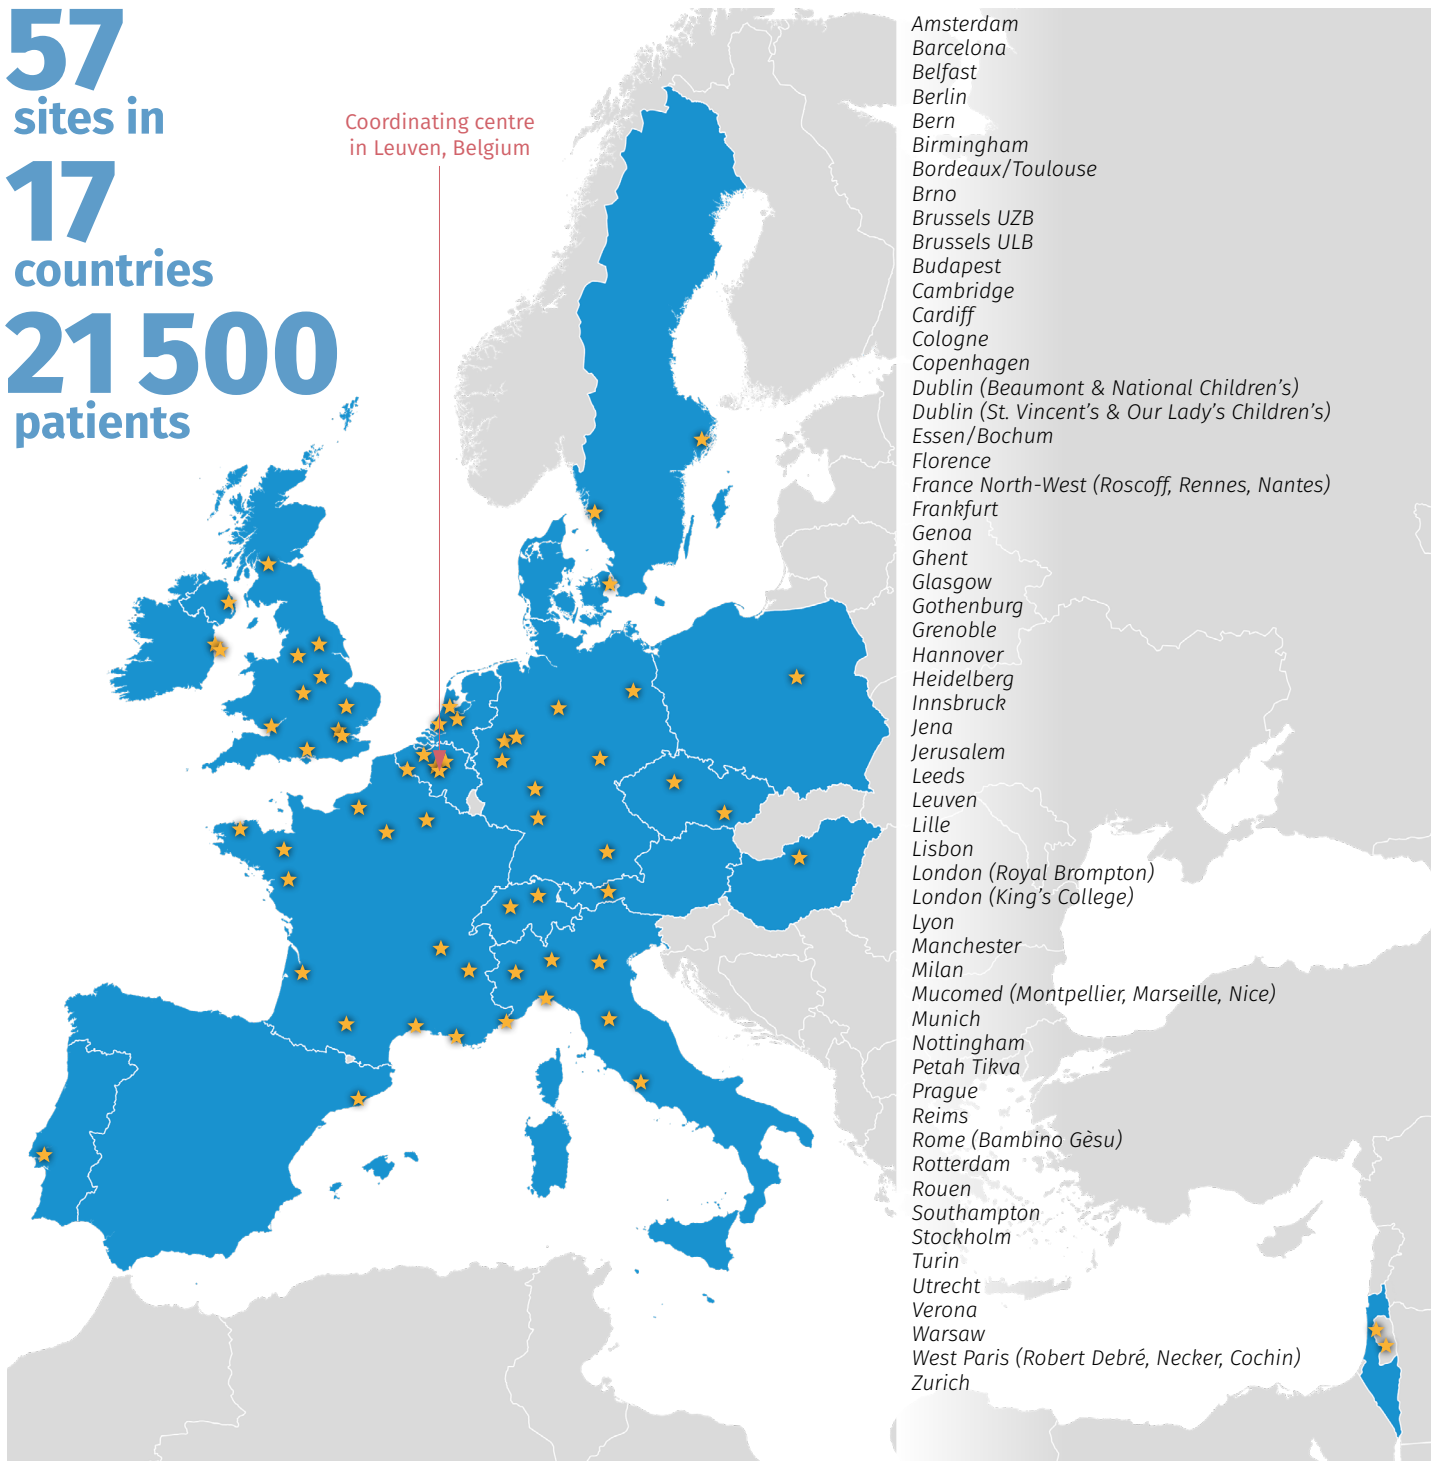 57
sites in
17
countries
21 500
patients
Coordinating centre
in Leuven, Belgium
Amsterdam
Barcelona
Belfast
Berlin
Bern
Birmingham
Bordeaux/Toulouse
Brno
Brussels UZB
Brussels ULB
Budapest
Cambridge
Cardiff
Cologne
Copenhagen
Dublin (Beaumont & National Children’s)
Dublin (St. Vincent’s & Our Lady’s Children’s)
Essen/Bochum
Florence
France North-West (Roscoff, Rennes, Nantes)
Frankfurt
Genoa
Ghent
Glasgow
Gothenburg
Grenoble
Hannover
Heidelberg
Innsbruck
Jena
Jerusalem
Leeds
Leuven
Lille
Lisbon
London (Royal Brompton)
London (King’s College)
Lyon
Manchester
Milan
Mucomed (Montpellier, Marseille, Nice)
Munich
Nottingham
Petah Tikva
Prague
Reims
Rome (Bambino Gèsu)
Rotterdam
Rouen
Southampton
Stockholm
Turin
Utrecht
Verona
Warsaw
West Paris (Robert Debré, Necker, Cochin)
Zurich